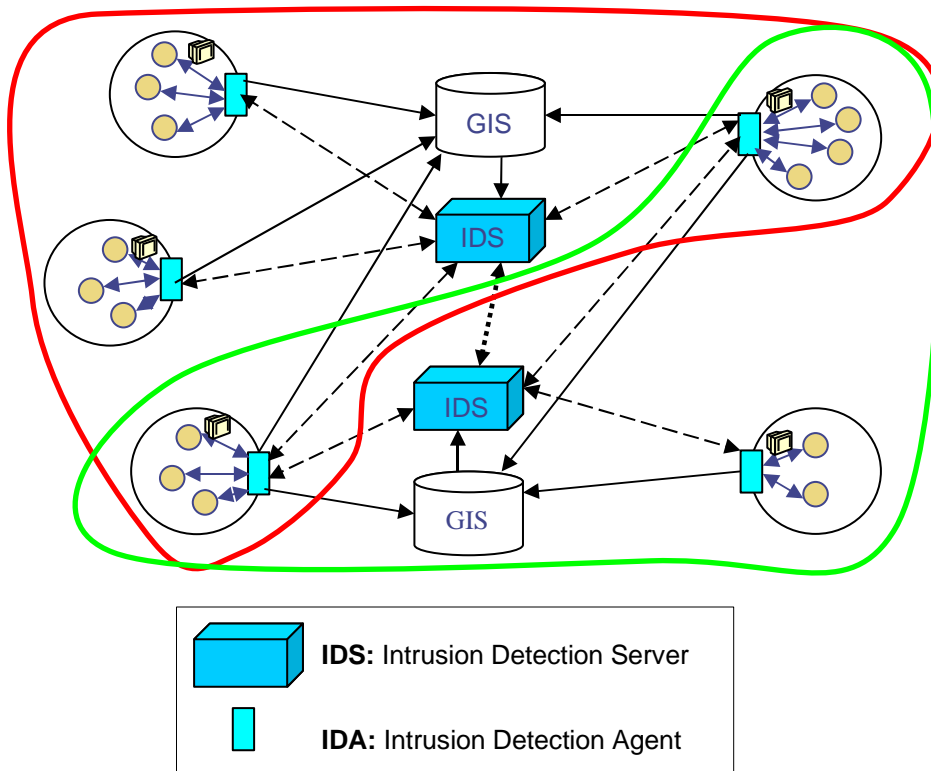 GIS
IDS
IDS
GIS
IDS: Intrusion Detection Server
IDA: Intrusion Detection Agent